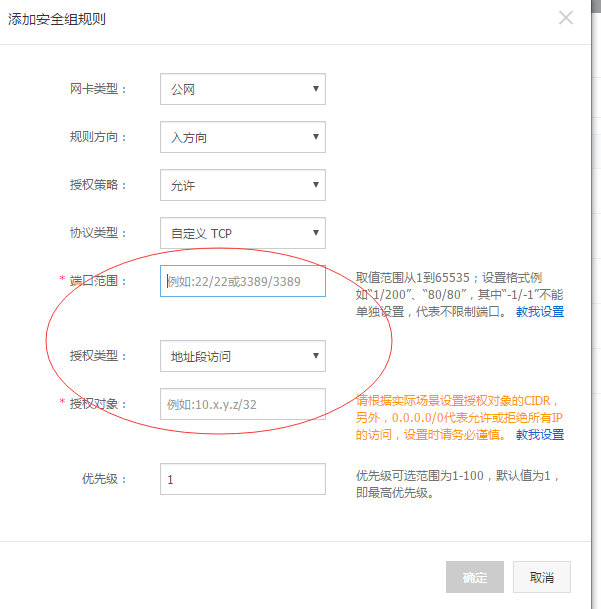 添加安全组规则
网卡类型： 公网
规则方向： 入方向
授权策略： 允许
协议类型： 自定义 TCP
* 端口范围： 例如:22/22或3389/3389
取值范围从1到65535；设置格式例
如“1/200”、“80/80”，其中“-1/-1”不能
单独设置，代表不限制端口。 教我设置
授权类型： 地址段访问
* 授权对象： 例如:10.x.y.z/32
请根据实际场景设置授权对象的CIDR，
另外，0.0.0.0/0代表允许或拒绝所有IP
的访问，设置时请务必谨慎。 教我设置
优先级： 1
优先级可选范围为1-100，默认值为1，
即最高优先级。
确定 取消